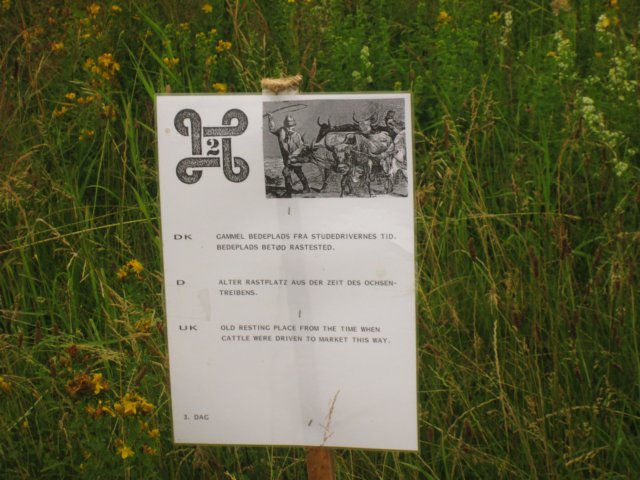 2
DK GAMMEL BEDEPLADS FRA STUDEDRIVERNES TID.
BEDEPLADS BETØD RASTESTED.
D ALTER RASTPLATZ AUS DER ZEIT DES OCHSEN-
TREIBENS.
UK OLD RESTING PLACE FROM THE TIME WHEN
CATTLE WERE DRIVEN TO MARKET THIS WAY.
3. DAG